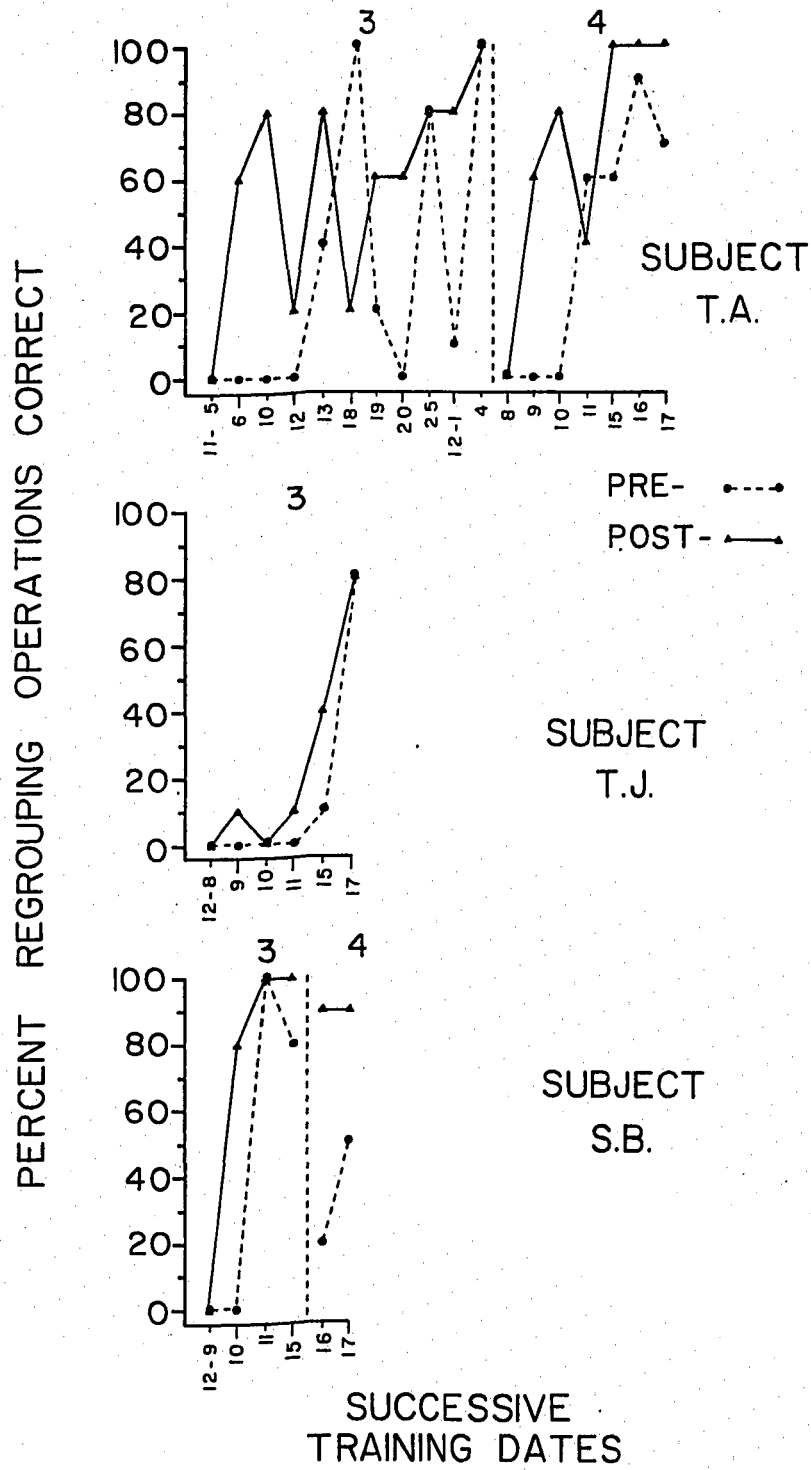 PERCENT REGROUPING OPERATIONS CORRECT
3 4
100
80
60
40
20
0
11-5 6 10 12 13 18 19 20 25 12-1 4 8 9 10 11 15 16 17
SUBJECT
T.A.
PRE-
POST-
3
100
80
60
40
20
0
12-8 9 10 11 15 17
SUBJECT
T.J.
3 4
100
80
60
40
20
0
12-9 10 11 15 16 17
SUBJECT
S.B.
SUCCESSIVE
TRAINING DATES